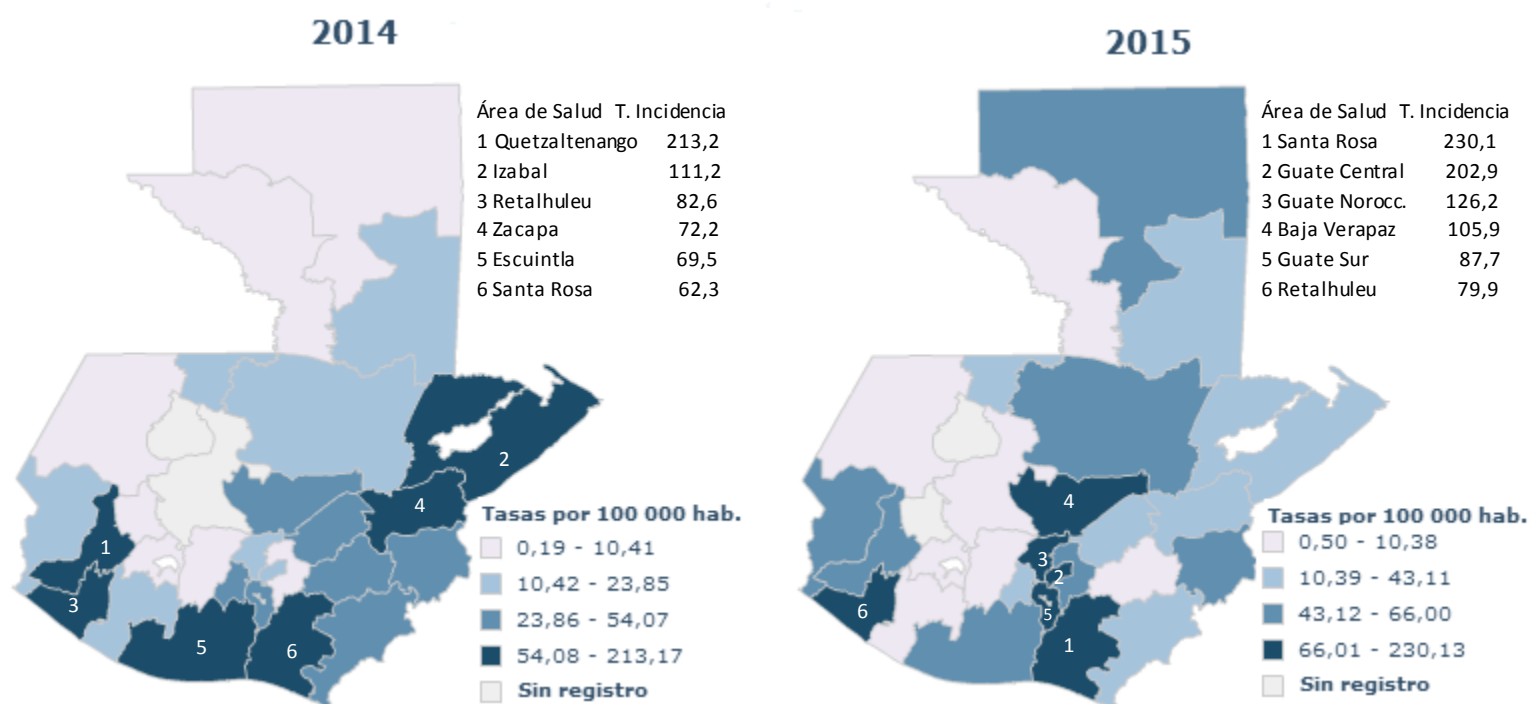 2014
Área de Salud T. Incidencia
1 Quetzaltenango 213,2
2 Izabal 111,2
3 Retalhuleu 82,6
4 Zacapa 72,2
5 Escuintla 69,5
6 Santa Rosa 62,3
1
2
3
4
5
6
Tasas por 100 000 hab.
0,19 - 10,41
10,42 - 23,85
23,86 - 54,07
54,08 - 213,17
Sin registro
2015
Área de Salud T. Incidencia
1 Santa Rosa 230,1
2 Guate Central 202,9
3 Guate Norocc. 126,2
4 Baja Verapaz 105,9
5 Guate Sur 87,7
6 Retalhuleu 79,9
4
3
2
6
5
1
Tasas por 100 000 hab.
0,50 - 10,38
10,39 - 43,11
43,12 - 66,00
66,01 - 230,13
Sin registro